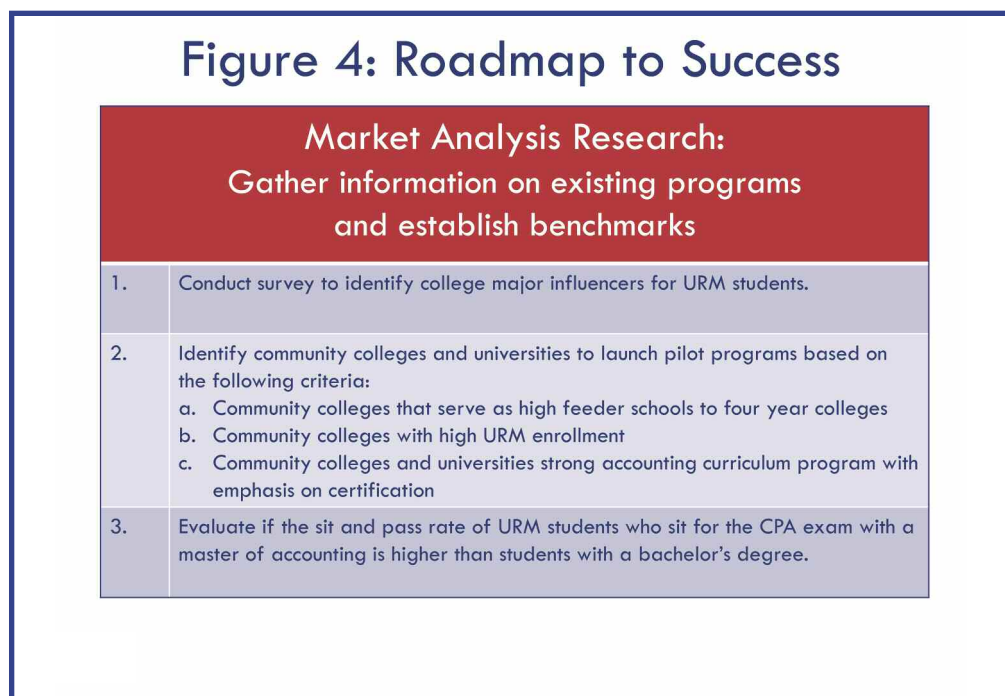 Figure 4: Roadmap to Success
Market Analysis Research:
Gather information on existing programs
and establish benchmarks
1. Conduct survey to identify college major influencers for URM students.
2. Identify community colleges and universities to launch pilot programs based on
the following criteria:
a. Community colleges that serve as high feeder schools to four year colleges
b. Community colleges with high URM enrollment
c. Community colleges and universities strong accounting curriculum program with
emphasis on certification
3. Evaluate if the sit and pass rate of URM students who sit for the CPA exam with a
master of accounting is higher than students with a bachelor’s degree.